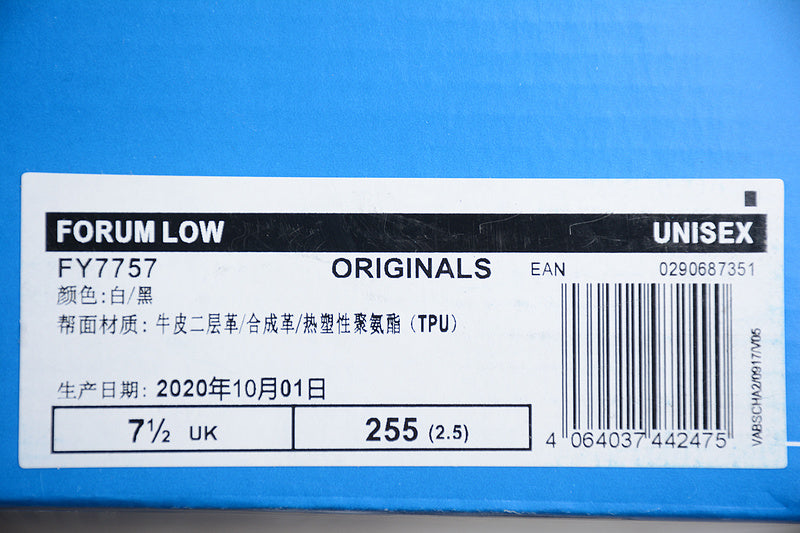 FORUM LOW UNISEX
FY7757 ORIGINALS EAN 0290687351
颜色:白/黑
帮面材质: 牛皮二层革/合成革/热塑性聚氨酯（TPU）
生产日期: 2020年10月01日
7½ UK 255 (2.5)
4 064037 442475
VABSCHA2/0917/V05